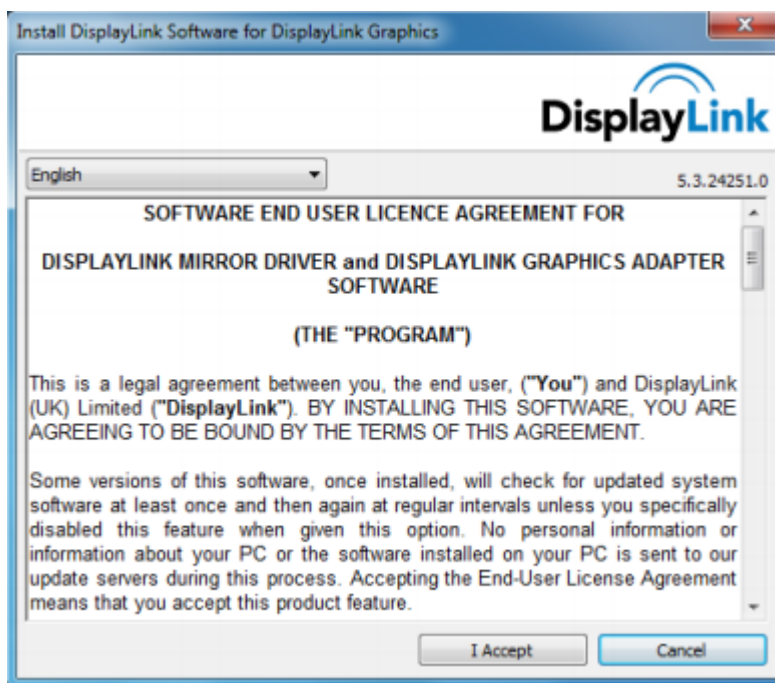 Install DisplayLink Software for DisplayLink Graphics
DisplayLink
English
5.3.24251.0
SOFTWARE END USER LICENCE AGREEMENT FOR
DISPLAYLINK MIRROR DRIVER and DISPLAYLINK GRAPHICS ADAPTER
SOFTWARE
(THE "PROGRAM")
This is a legal agreement between you, the end user, ("You") and DisplayLink
(UK) Limited ("DisplayLink"). BY INSTALLING THIS SOFTWARE, YOU ARE
AGREEING TO BE BOUND BY THE TERMS OF THIS AGREEMENT.
Some versions of this software, once installed, will check for updated system
software at least once and then again at regular intervals unless you specifically
disabled this feature when given this option. No personal information or
information about your PC or the software installed on your PC is sent to our
update servers during this process. Accepting the End-User License Agreement
means that you accept this product feature.
I Accept
Cancel